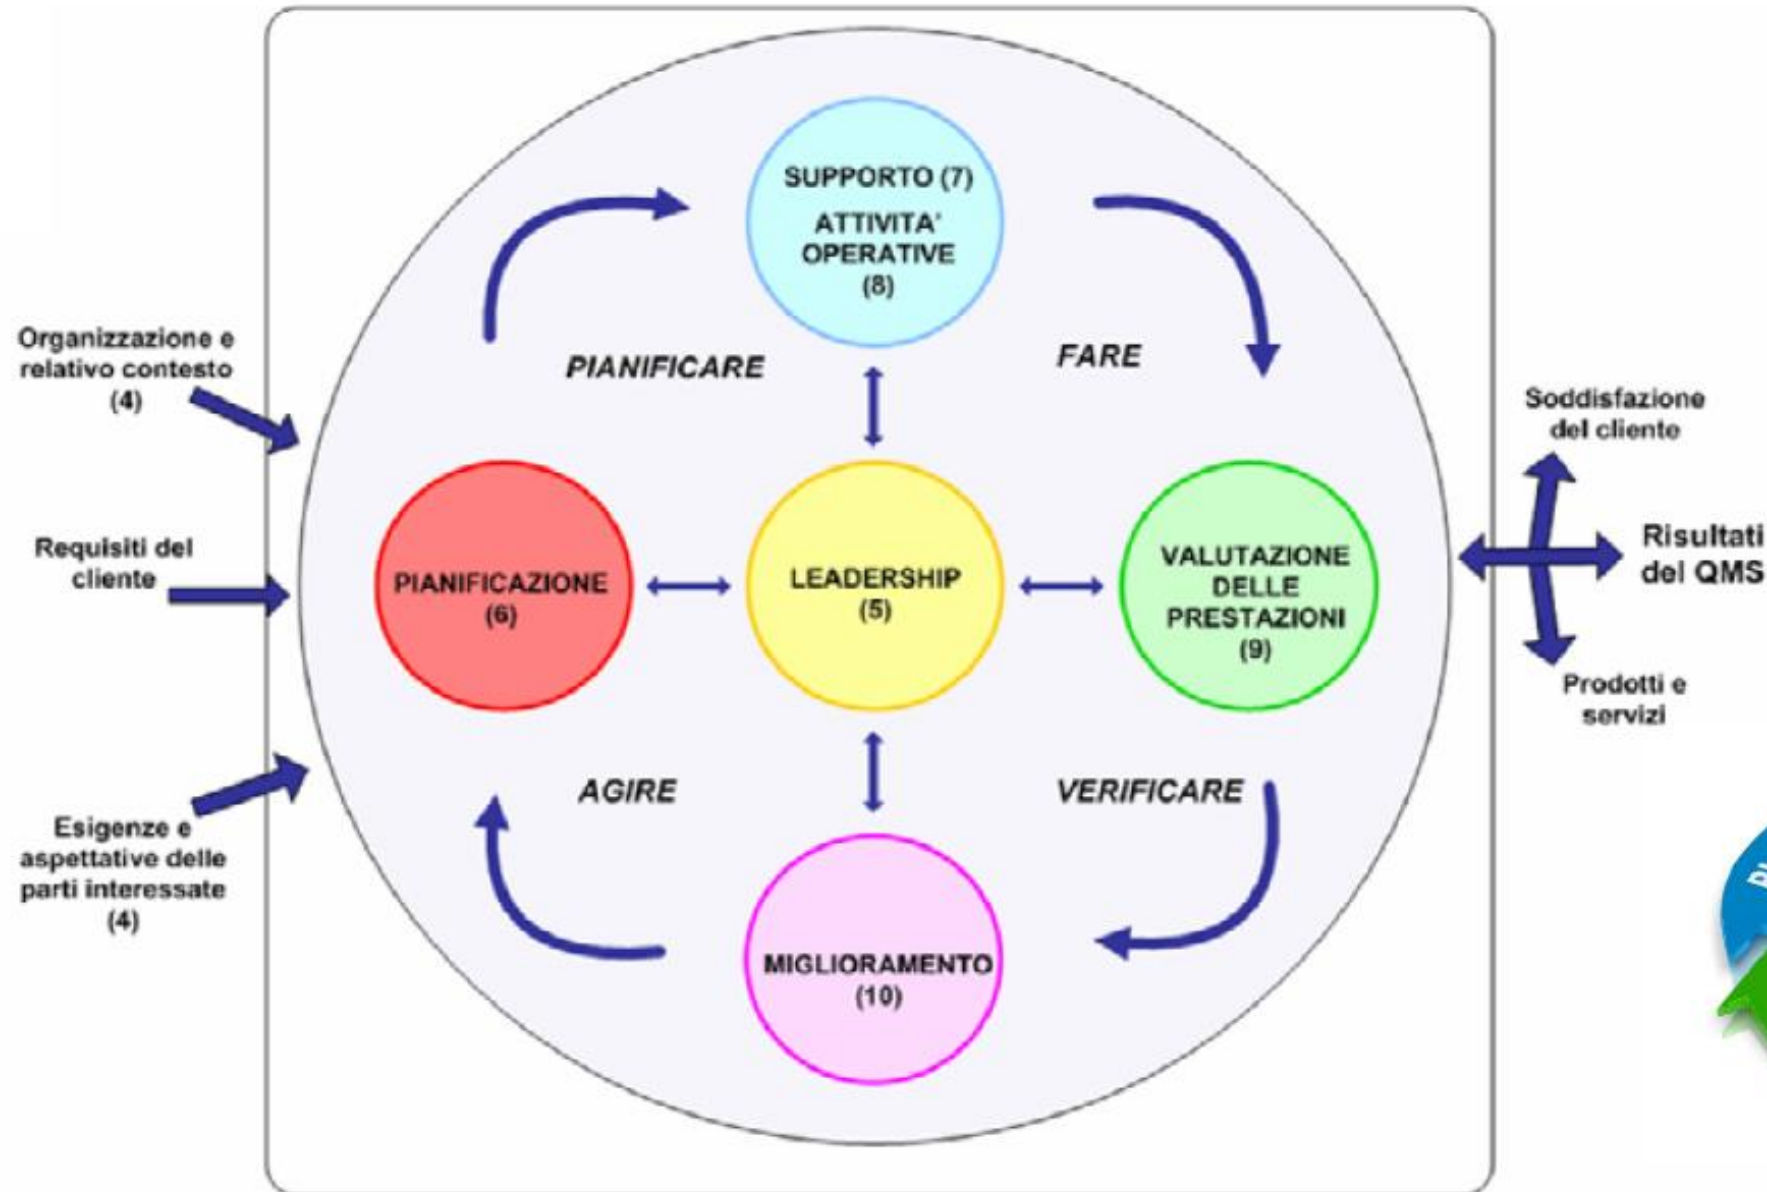 SUPPORTO (7)
ATTIVITA'
OPERATIVE
(8)
PIANIFICARE
FARE
Organizzazione e
relativo contesto
(4)
Requisiti del
cliente
Esigenze e
aspettative delle
parti interessate
(4)
PIANIFICAZIONE
(6)
LEADERSHIP
(5)
VALUTAZIONE
DELLE
PRESTAZIONI
(9)
Soddisfazione
del cliente
Risultati
del QMS
Prodotti e
servizi
AGIRE
VERIFICARE
MIGLIORAMENTO
(10)